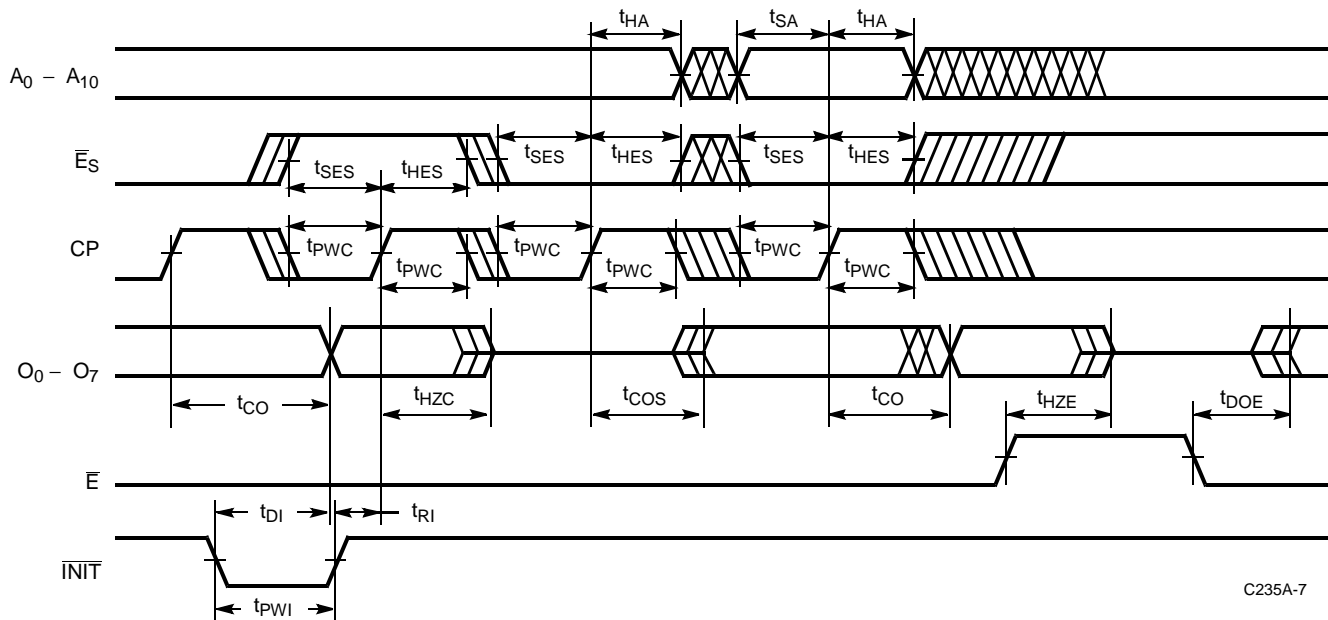 tHA tSA tHA
A0 – A10
ES
tSES tHES tSES tHES tSES tHES
CP
tPWC tPWC tPWC tPWC tPWC tPWC
O0 – O7
tCO tHZC tCOS tCO tHZE tDOE
E
tDI tRI
INIT
tPWI
C235A-7